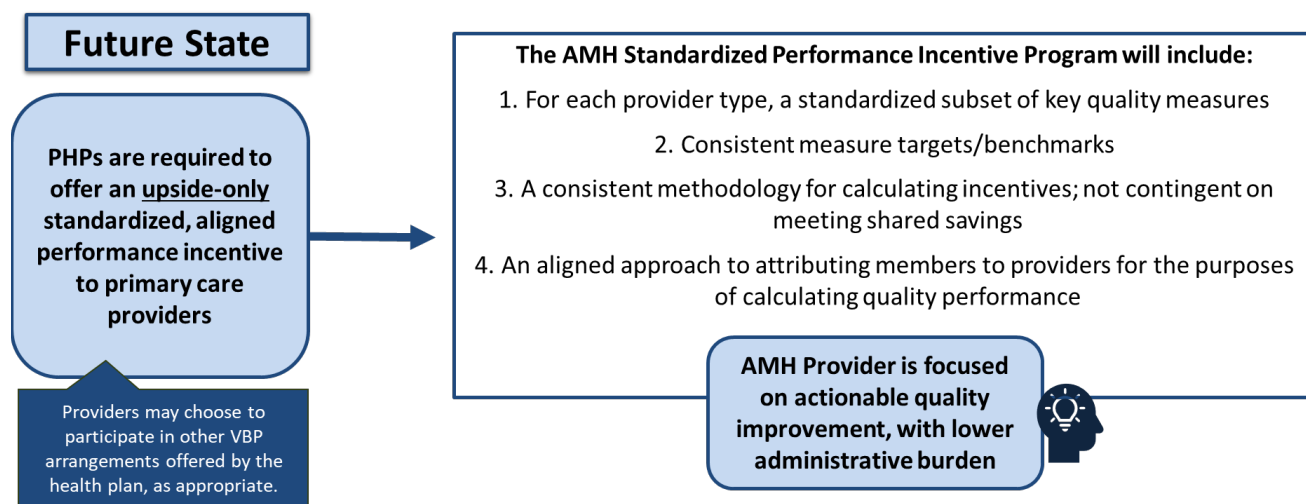 Future State
PHPs are required to
offer an upside-only
standardized, aligned
performance incentive
to primary care
providers
Providers may choose to
participate in other VBP
arrangements offered by the
health plan, as appropriate.
The AMH Standardized Performance Incentive Program will include:
1. For each provider type, a standardized subset of key quality measures
2. Consistent measure targets/benchmarks
3. A consistent methodology for calculating incentives; not contingent on
meeting shared savings
4. An aligned approach to attributing members to providers for the purposes
of calculating quality performance
AMH Provider is focused
on actionable quality
improvement, with lower
administrative burden